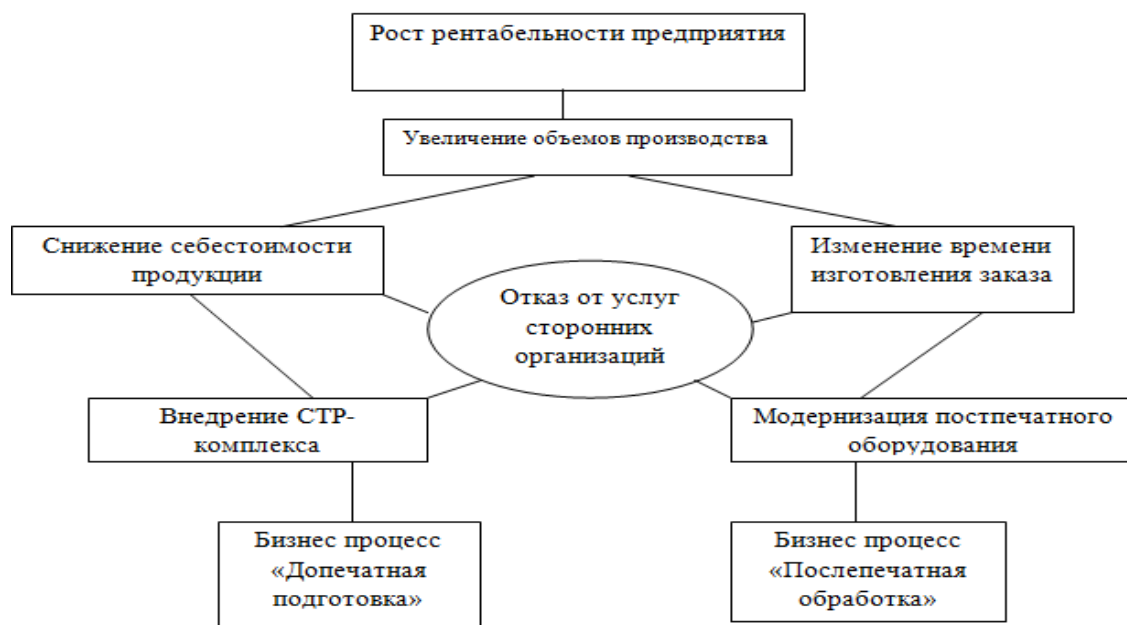 Рост рентабельности предприятия
Увеличение объемов производства
Снижение себестоимости
продукции
Изменение времени
изготовления заказа
Отказ от услуг
сторонних
организаций
Внедрение СТР-
комплекса
Модернизация постпечатного
оборудования
Бизнес процесс
«Допечатная
подготовка»
Бизнес процесс
«Послепечатная
обработка»